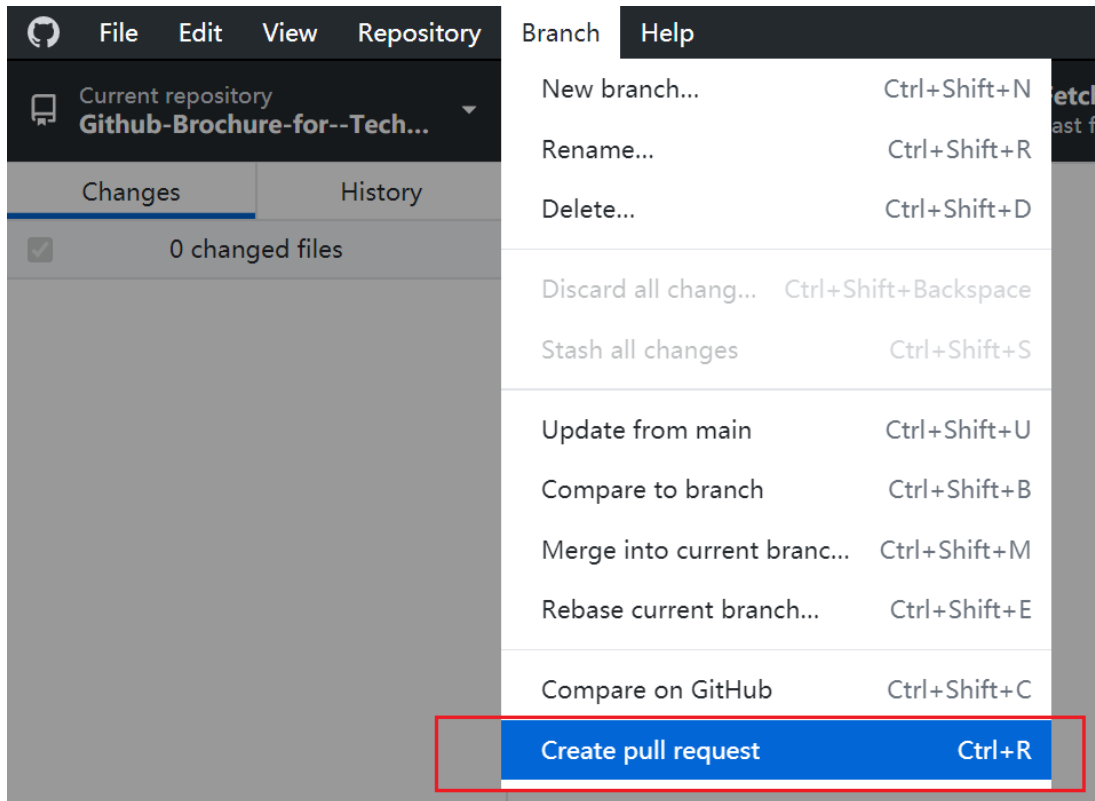 File Edit View Repository Branch Help
Current repository
Github-Brochure-for--Tech...
Changes History
0 changed files
New branch... Ctrl+Shift+N
Rename... Ctrl+Shift+R
Delete... Ctrl+Shift+D
Discard all chang... Ctrl+Shift+Backspace
Stash all changes Ctrl+Shift+S
Update from main Ctrl+Shift+U
Compare to branch Ctrl+Shift+B
Merge into current branc... Ctrl+Shift+M
Rebase current branch... Ctrl+Shift+E
Compare on GitHub Ctrl+Shift+C
Create pull request Ctrl+R